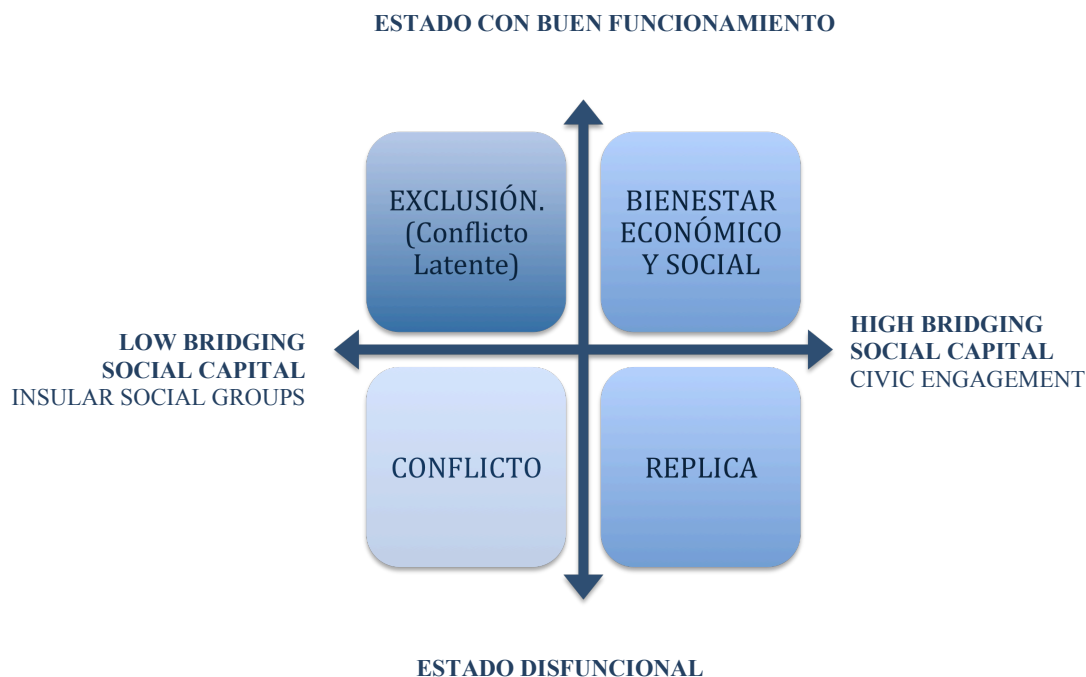 ESTADO CON BUEN FUNCIONAMIENTO
EXCLUSIÓN.
(Conflicto
Latente)
BIENESTAR
ECONÓMICO
Y SOCIAL
LOW BRIDGING
SOCIAL CAPITAL
INSULAR SOCIAL GROUPS
HIGH BRIDGING
SOCIAL CAPITAL
CIVIC ENGAGEMENT
CONFLICTO
REPLICA
ESTADO DISFUNCIONAL